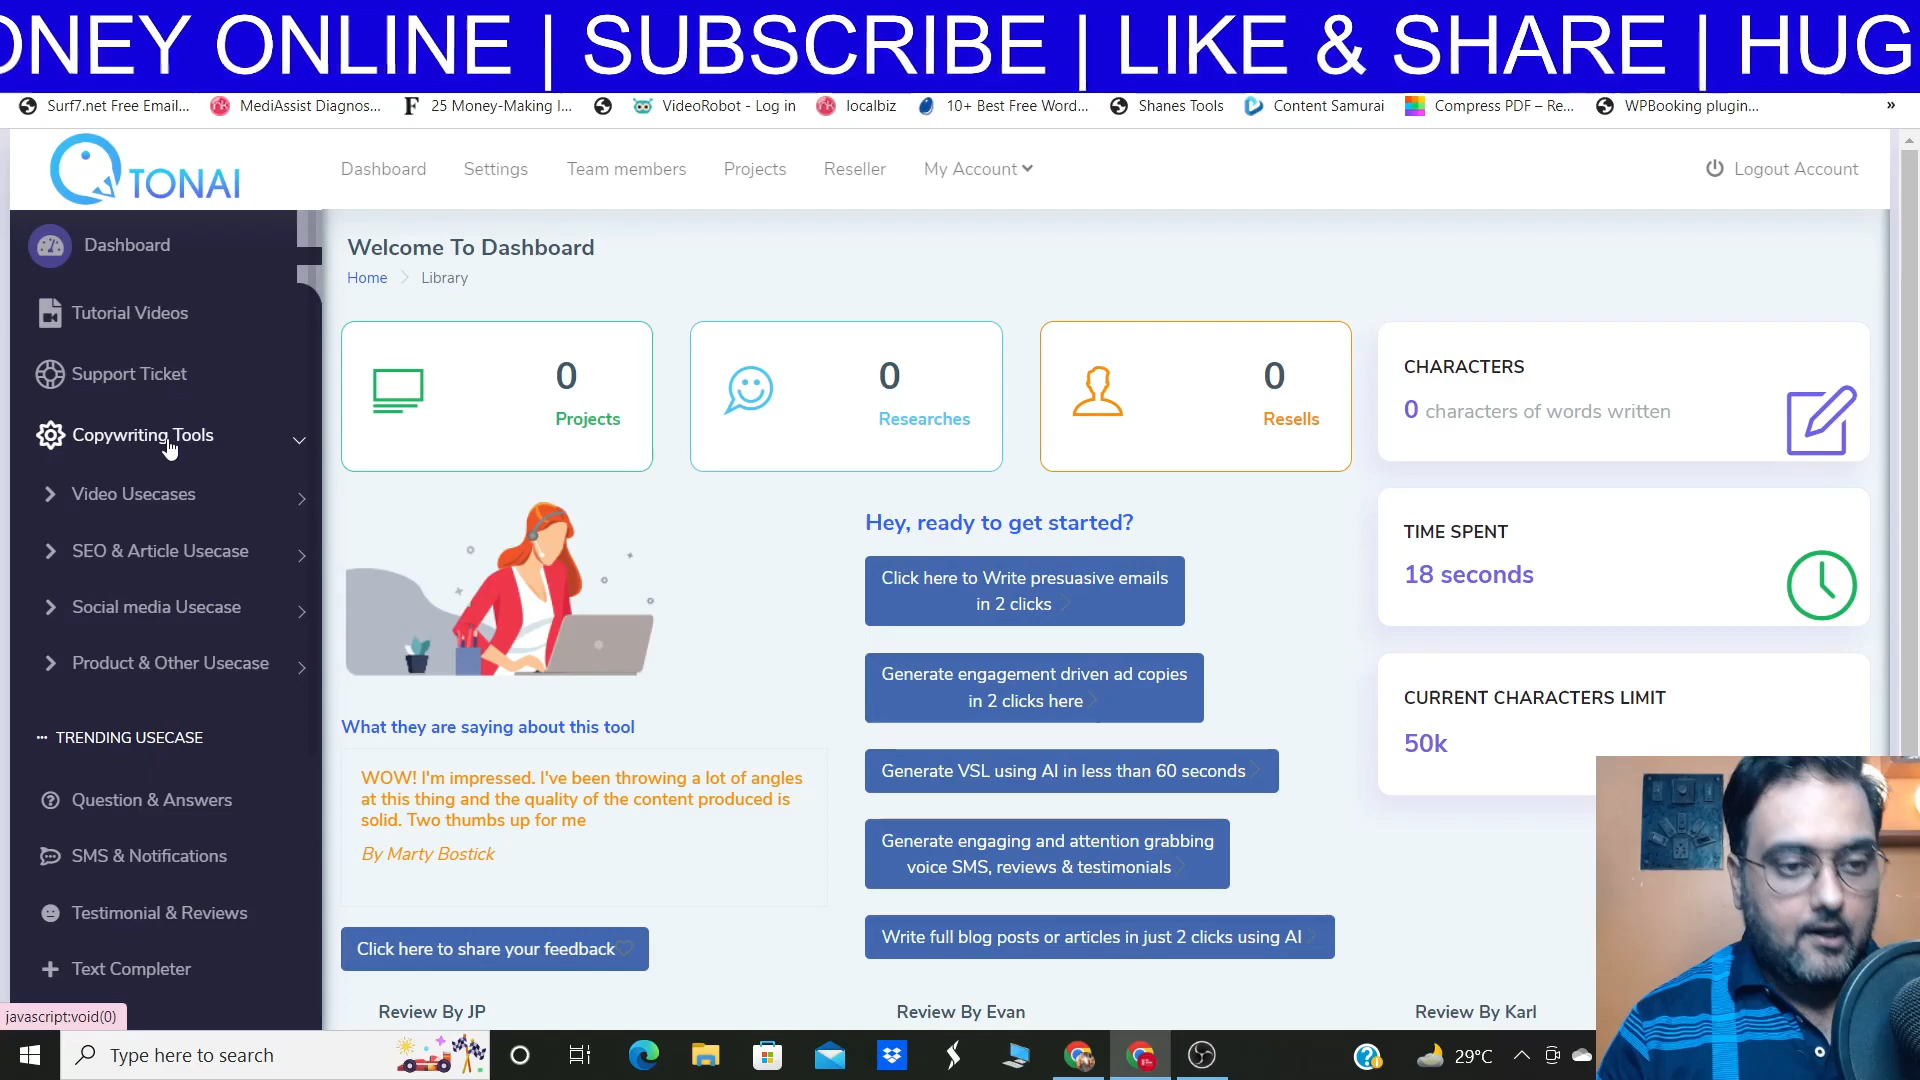 ONEY ONLINE | SUBSCRIBE | LIKE & SHARE | HUG
Surf7.net Free Email...
MediAssist Diagnos...
25 Money-Making I...
VideoRobot - Log in
localbiz
10+ Best Free Word...
Shanes Tools
Content Samurai
Compress PDF – Re...
WPBooking plugin...
»
TONAI
Dashboard
Settings
Team members
Projects
Reseller
My Account
Logout Account
Dashboard
Tutorial Videos
Support Ticket
Copywriting Tools
Video Usecases
SEO & Article Usecase
Social media Usecase
Product & Other Usecase
TRENDING USECASE
Question & Answers
SMS & Notifications
Testimonial & Reviews
Text Completer
javascript:void(0)
Welcome To Dashboard
Home
Library
0
Projects
0
Researches
0
Resells
What they are saying about this tool
WOW! I'm impressed. I've been throwing a lot of angles
at this thing and the quality of the content produced is
solid. Two thumbs up for me
By Marty Bostick
Click here to share your feedback
Hey, ready to get started?
Click here to Write presuasive emails
in 2 clicks
Generate engagement driven ad copies
in 2 clicks here
Generate VSL using AI in less than 60 seconds
Generate engaging and attention grabbing
voice SMS, reviews & testimonials
Write full blog posts or articles in just 2 clicks using AI
CHARACTERS
0 characters of words written
TIME SPENT
18 seconds
CURRENT CHARACTERS LIMIT
50k
Review By JP
Review By Evan
Review By Karl
Type here to search
29°C